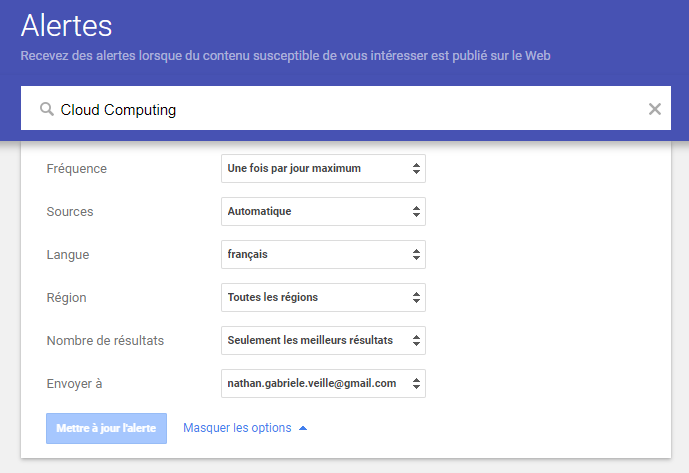 Alertes
Recevez des alertes lorsque du contenu susceptible de vous intéresser est publié sur le Web
Cloud Computing
Fréquence Une fois par jour maximum
Sources Automatique
Langue français
Région Toutes les régions
Nombre de résultats Seulement les meilleurs résultats
Envoyer à nathan.gabriele.veille@gmail.com
Mettre à jour l'alerte Masquer les options